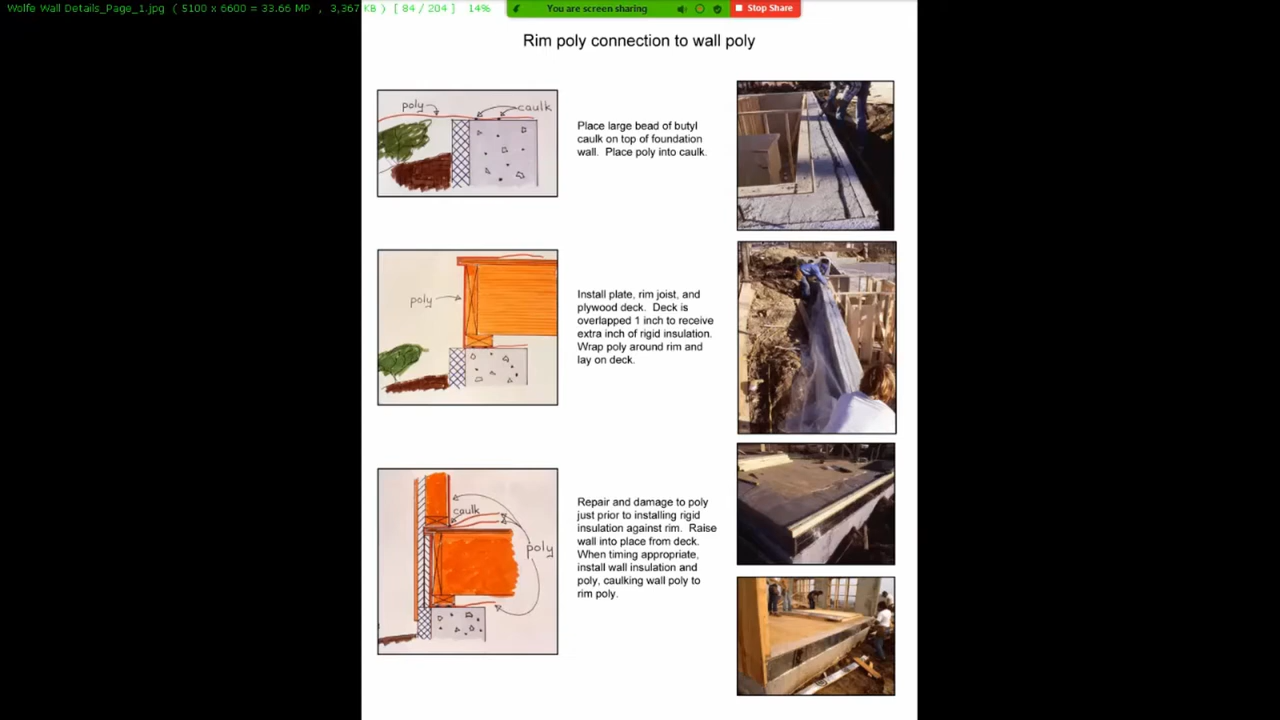 Wolfe Wall Details_Page_1.jpg ( 5100 x 6600 = 33.66 MP , 3,367 KB ) [ 84 / 204 ] 14%
You are screen sharing
Stop Share
Rim poly connection to wall poly
poly
caulk
Place large bead of butyl
caulk on top of foundation
wall. Place poly into caulk.
poly
Install plate, rim joist, and
plywood deck. Deck is
overlapped 1 inch to receive
extra inch of rigid insulation.
Wrap poly around rim and
lay on deck.
caulk
poly
Repair and damage to poly
just prior to installing rigid
insulation against rim. Raise
wall into place from deck.
When timing appropriate,
install wall insulation and
poly, caulking wall poly to
rim poly.